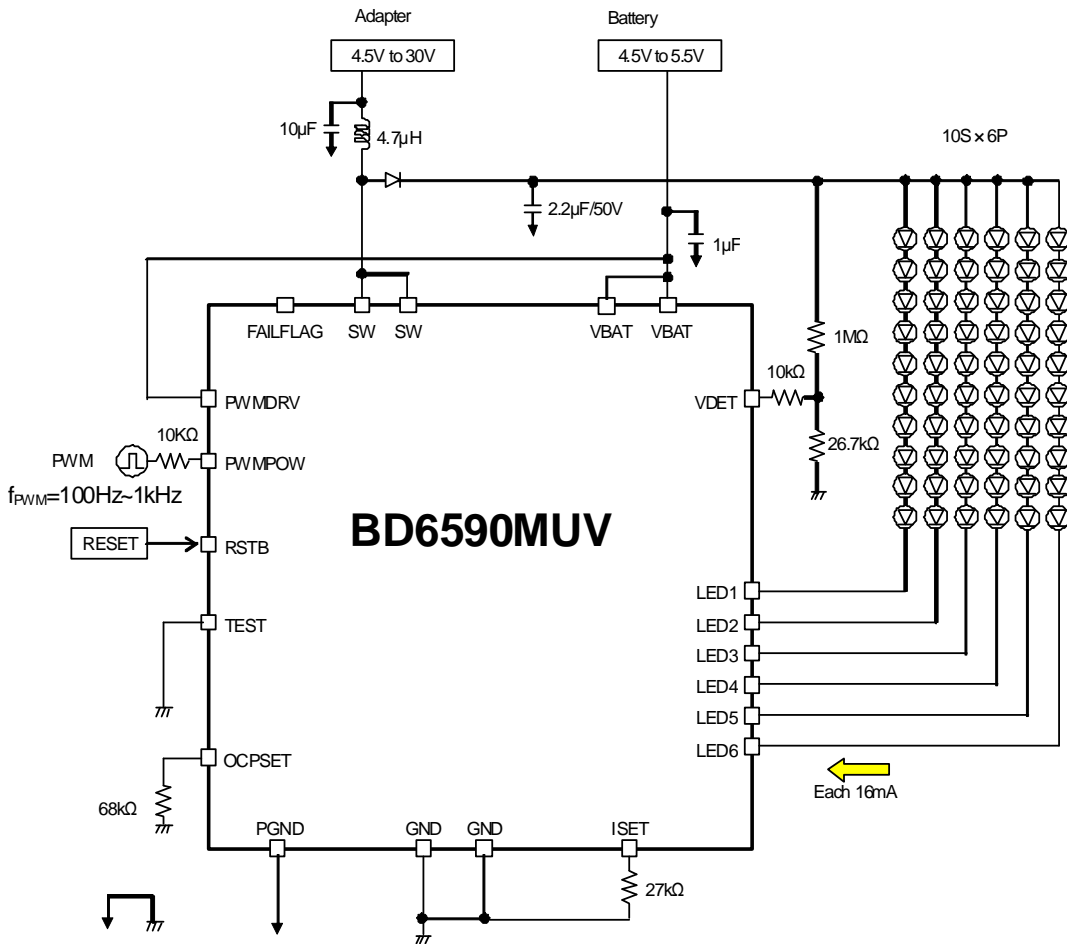 Adapter
Battery
4.5V to 30V
4.5V to 5.5V
10µF
4.7µH
10S × 6P
2.2µF/50V
1µF
FAILFLAG
SW
SW
VBAT
VBAT
1MΩ
10kΩ
PWMDRV
VDET
10KΩ
26.7kΩ
PWM
PWMPOW
fPWM=100Hz~1kHz
BD6590MUV
RESET
RSTB
LED1
TEST
LED2
LED3
LED4
LED5
LED6
OCPSET
Each 16mA
68kΩ
PGND
GND
GND
ISET
27kΩ